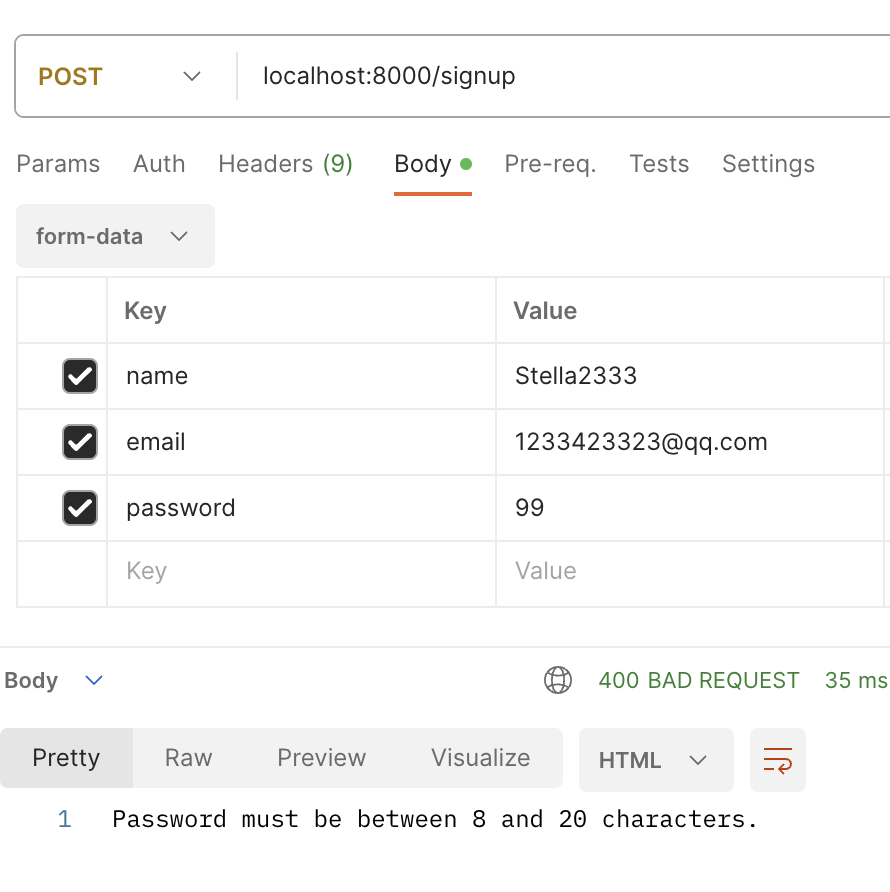 POST localhost:8000/signup
Params Auth Headers (9) Body Pre-req. Tests Settings
form-data
Key Value
name Stella2333
email 1233423323@qq.com
password 99
Key Value
Body 400 BAD REQUEST 35 ms
Pretty Raw Preview Visualize HTML
1 Password must be between 8 and 20 characters.